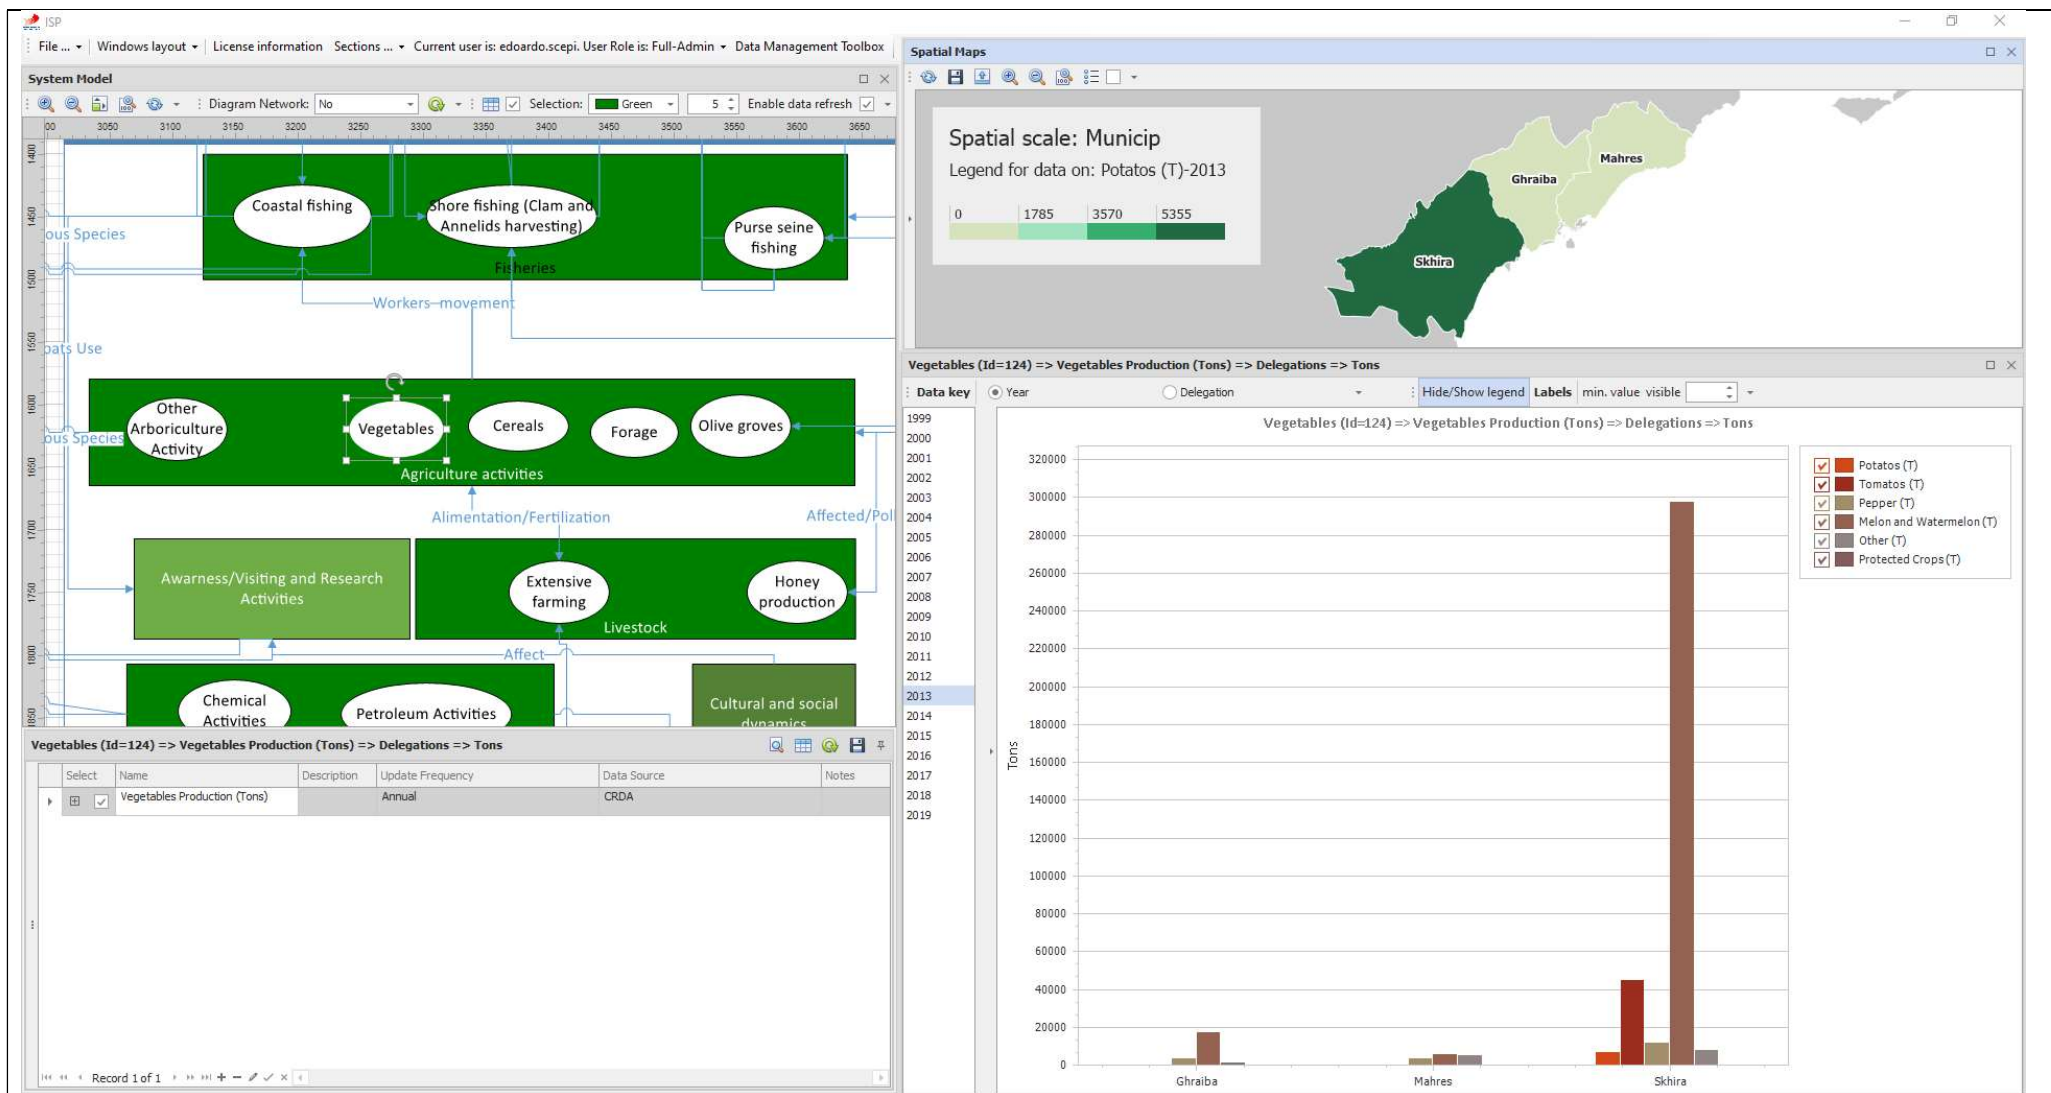 ISP
File ... Windows layout License information Sections ... Current user is: edoardo.scepi. User Role is: Full-Admin Data Management Toolbox
System Model
Diagram Network: No Selection: Green 5 Enable data refresh
00 3050 3100 3150 3200 3250 3300 3350 3400 3450 3500 3550 3600 3650
1400
1450
1500
1550
1600
1650
1700
1750
1800
1850
Coastal fishing
Shore fishing (Clam and
Annelids harvesting)
Purse seine
fishing
Fisheries
ous Species
Workers movement
oats Use
Other
Arboriculture
Activity
Vegetables
Cereals
Forage
Olive groves
ous Species
Agriculture activities
Alimentation/Fertilization
Affected/Pol
Awarness/Visiting and Research
Activities
Extensive
farming
Honey
production
Livestock
Affect
Chemical
Activities
Petroleum Activities
Cultural and social
dynamics
Vegetables (Id=124) => Vegetables Production (Tons) => Delegations => Tons
Select Name Description Update Frequency Data Source Notes
Vegetables Production (Tons) Annual CRDA
Record 1 of 1
Spatial Maps
Spatial scale: Municip
Legend for data on: Potatos (T)-2013
0 1785 3570 5355
Mahres
Ghraiba
Skhira
Vegetables (Id=124) => Vegetables Production (Tons) => Delegations => Tons
Data key Year Delegation Hide/Show legend Labels min. value visible
1999
2000
2001
2002
2003
2004
2005
2006
2007
2008
2009
2010
2011
2012
2013
2014
2015
2016
2017
2018
2019
Vegetables (Id=124) => Vegetables Production (Tons) => Delegations => Tons
320000
300000
280000
260000
240000
220000
200000
180000
160000
140000
120000
100000
80000
60000
40000
20000
0
Tons
Ghraiba Mahres Skhira
Potatos (T)
Tomatos (T)
Pepper (T)
Melon and Watermelon (T)
Other (T)
Protected Crops (T)